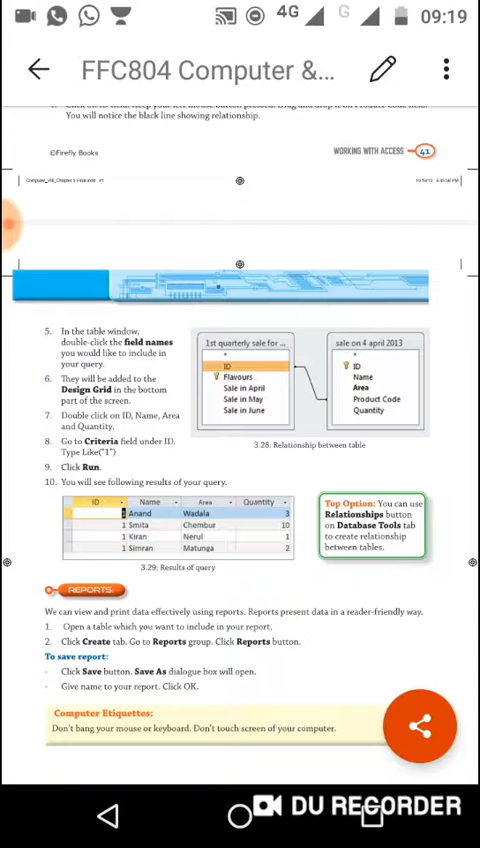 4G G 09:19
FFC804 Computer &...
You will notice the black line showing relationship.
©Firefly Books
WORKING WITH ACCESS 41
5. In the table window,
double-click the field names
you would like to include in
your query.
6. They will be added to the
Design Grid in the bottom
part of the screen.
7. Double click on ID, Name, Area
and Quantity.
8. Go to Criteria field under ID.
Type Like("1")
9. Click Run.
10. You will see following results of your query.
1st quarterly sale for ...
*
ID
Flavours
Sale in April
Sale in May
Sale in June
sale on 4 april 2013
*
ID
Name
Area
Product Code
Quantity
3.28: Relationship between table
ID Name Area Quantity
1 Anand Wadala 3
1 Smita Chembur 10
1 Kiran Nerul 1
1 Simran Matunga 2
3.29: Results of query
Top Option: You can use
Relationships button
on Database Tools tab
to create relationship
between tables.
REPORTS
We can view and print data effectively using reports. Reports present data in a reader-friendly way.
1. Open a table which you want to include in your report.
2. Click Create tab. Go to Reports group. Click Reports button.
To save report:
· Click Save button. Save As dialogue box will open.
· Give name to your report. Click OK.
Computer Etiquettes:
Don't bang your mouse or keyboard. Don't touch screen of your computer.
DU RECORDER